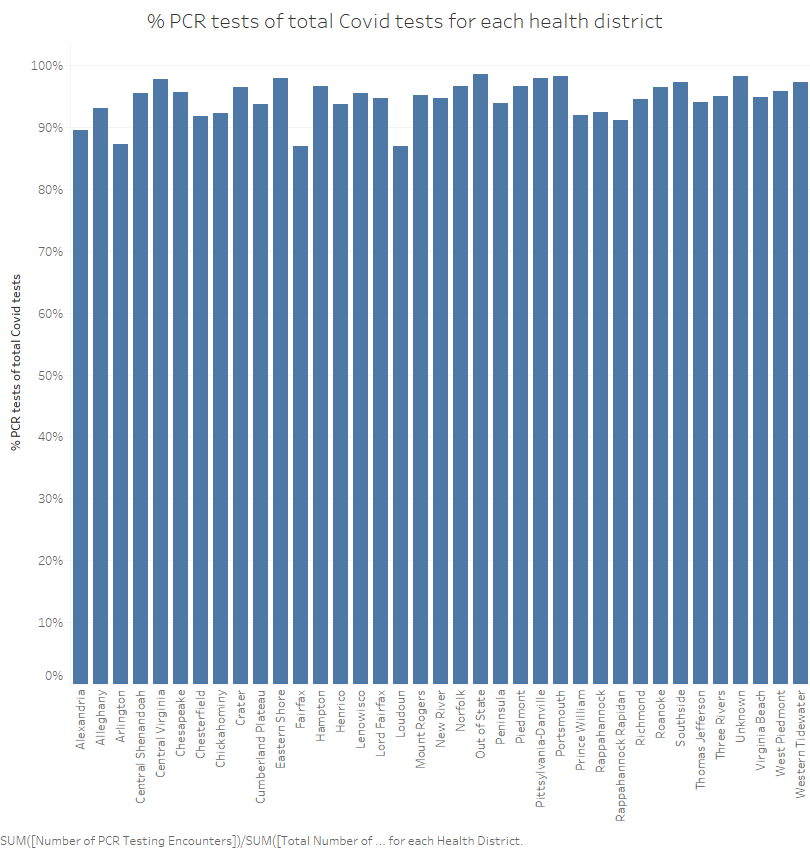 % PCR tests of total Covid tests for each health district
% PCR tests of total Covid tests
100%
90%
80%
70%
60%
50%
40%
30%
20%
10%
0%
Alexandria
Alleghany
Arlington
Central Shenandoah
Central Virginia
Chesapeake
Chesterfield
Chickahominy
Crater
Cumberland Plateau
Eastern Shore
Fairfax
Hampton
Henrico
Lenowisco
Lord Fairfax
Loudoun
Mount Rogers
New River
Norfolk
Out of State
Peninsula
Piedmont
Pittsylvania-Danville
Portsmouth
Prince William
Rappahannock
Rappahannock Rapidan
Richmond
Roanoke
Southside
Thomas Jefferson
Three Rivers
Unknown
Virginia Beach
West Piedmont
Western Tidewater
SUM([Number of PCR Testing Encounters])/SUM([Total Number of ... for each Health District.